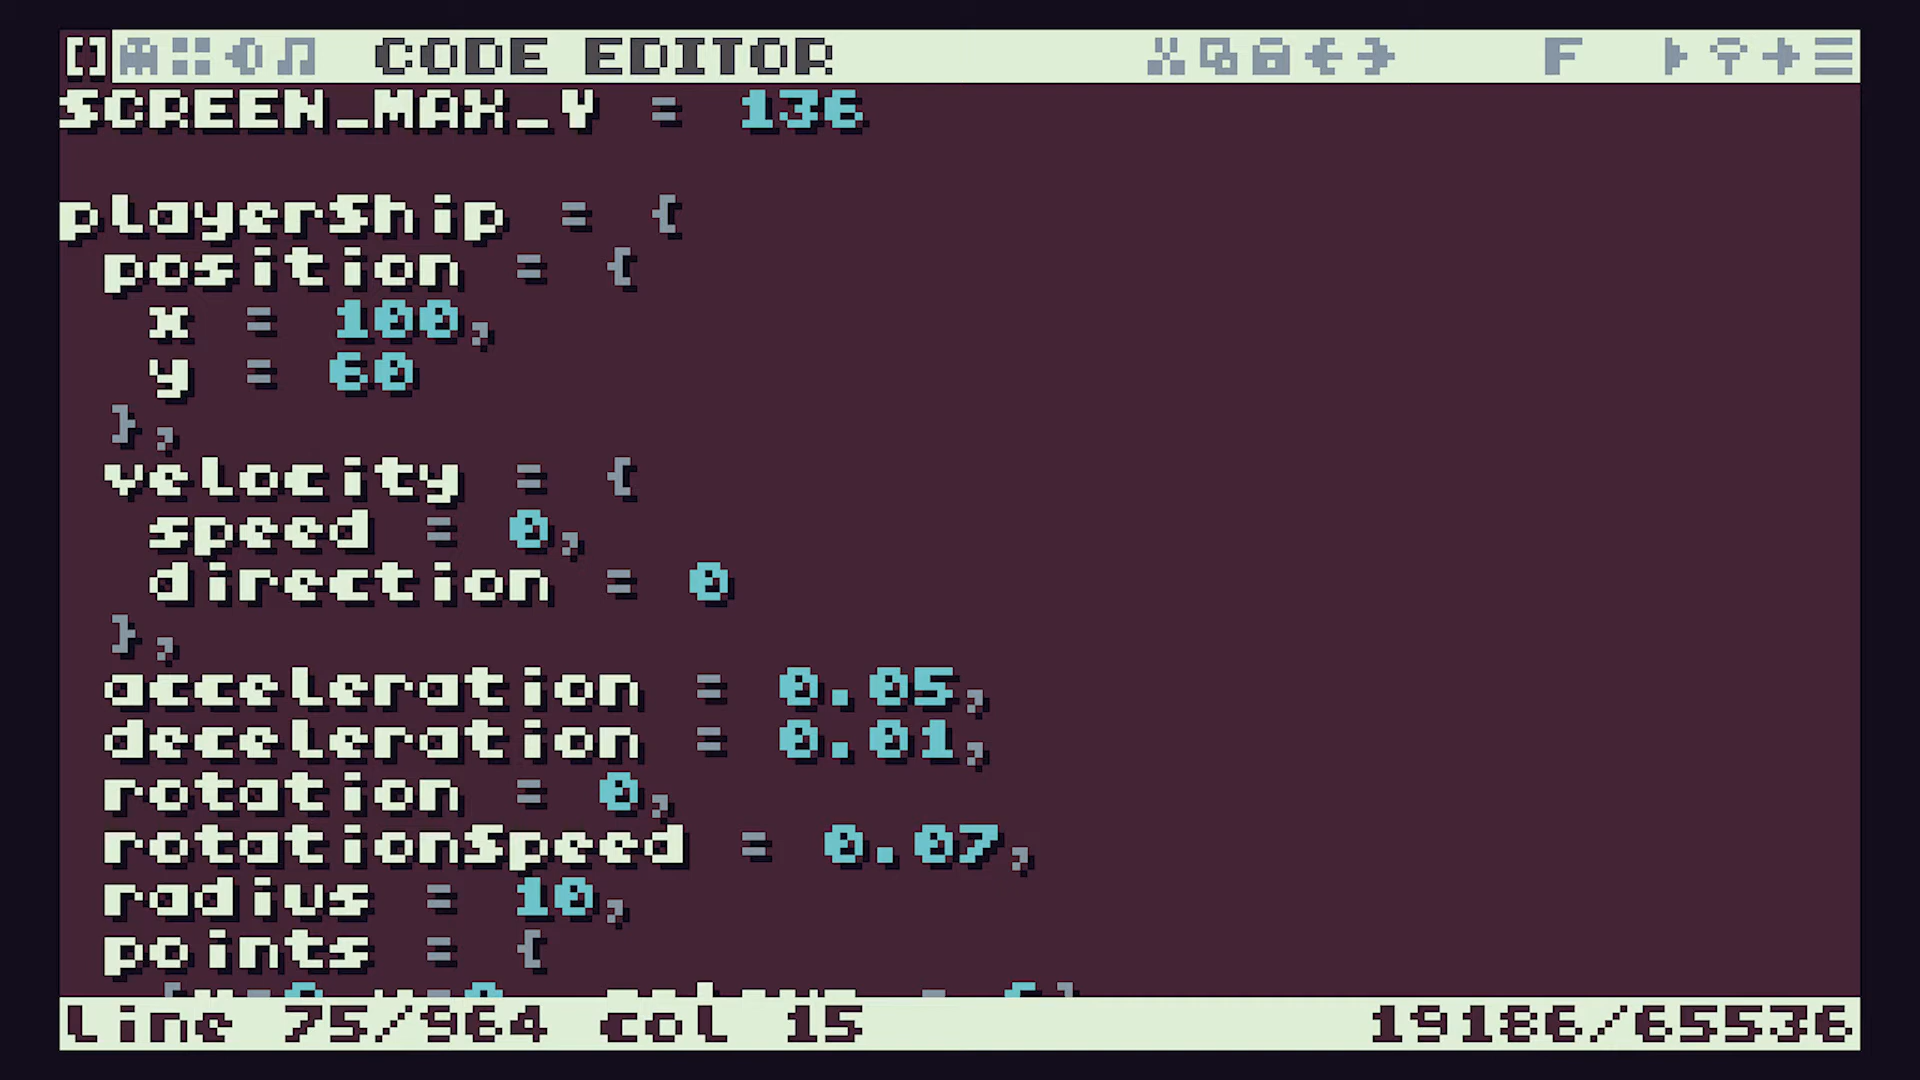 CODE EDITOR F
SCREEN_MAX_Y = 136
playerShip = {
position = {
x = 100,
y = 60
},
velocity = {
speed = 0,
direction = 0
},
acceleration = 0.05,
deceleration = 0.01,
rotation = 0,
rotationSpeed = 0.07,
radius = 10,
points = {
line 75/964 col 15 19186/65536